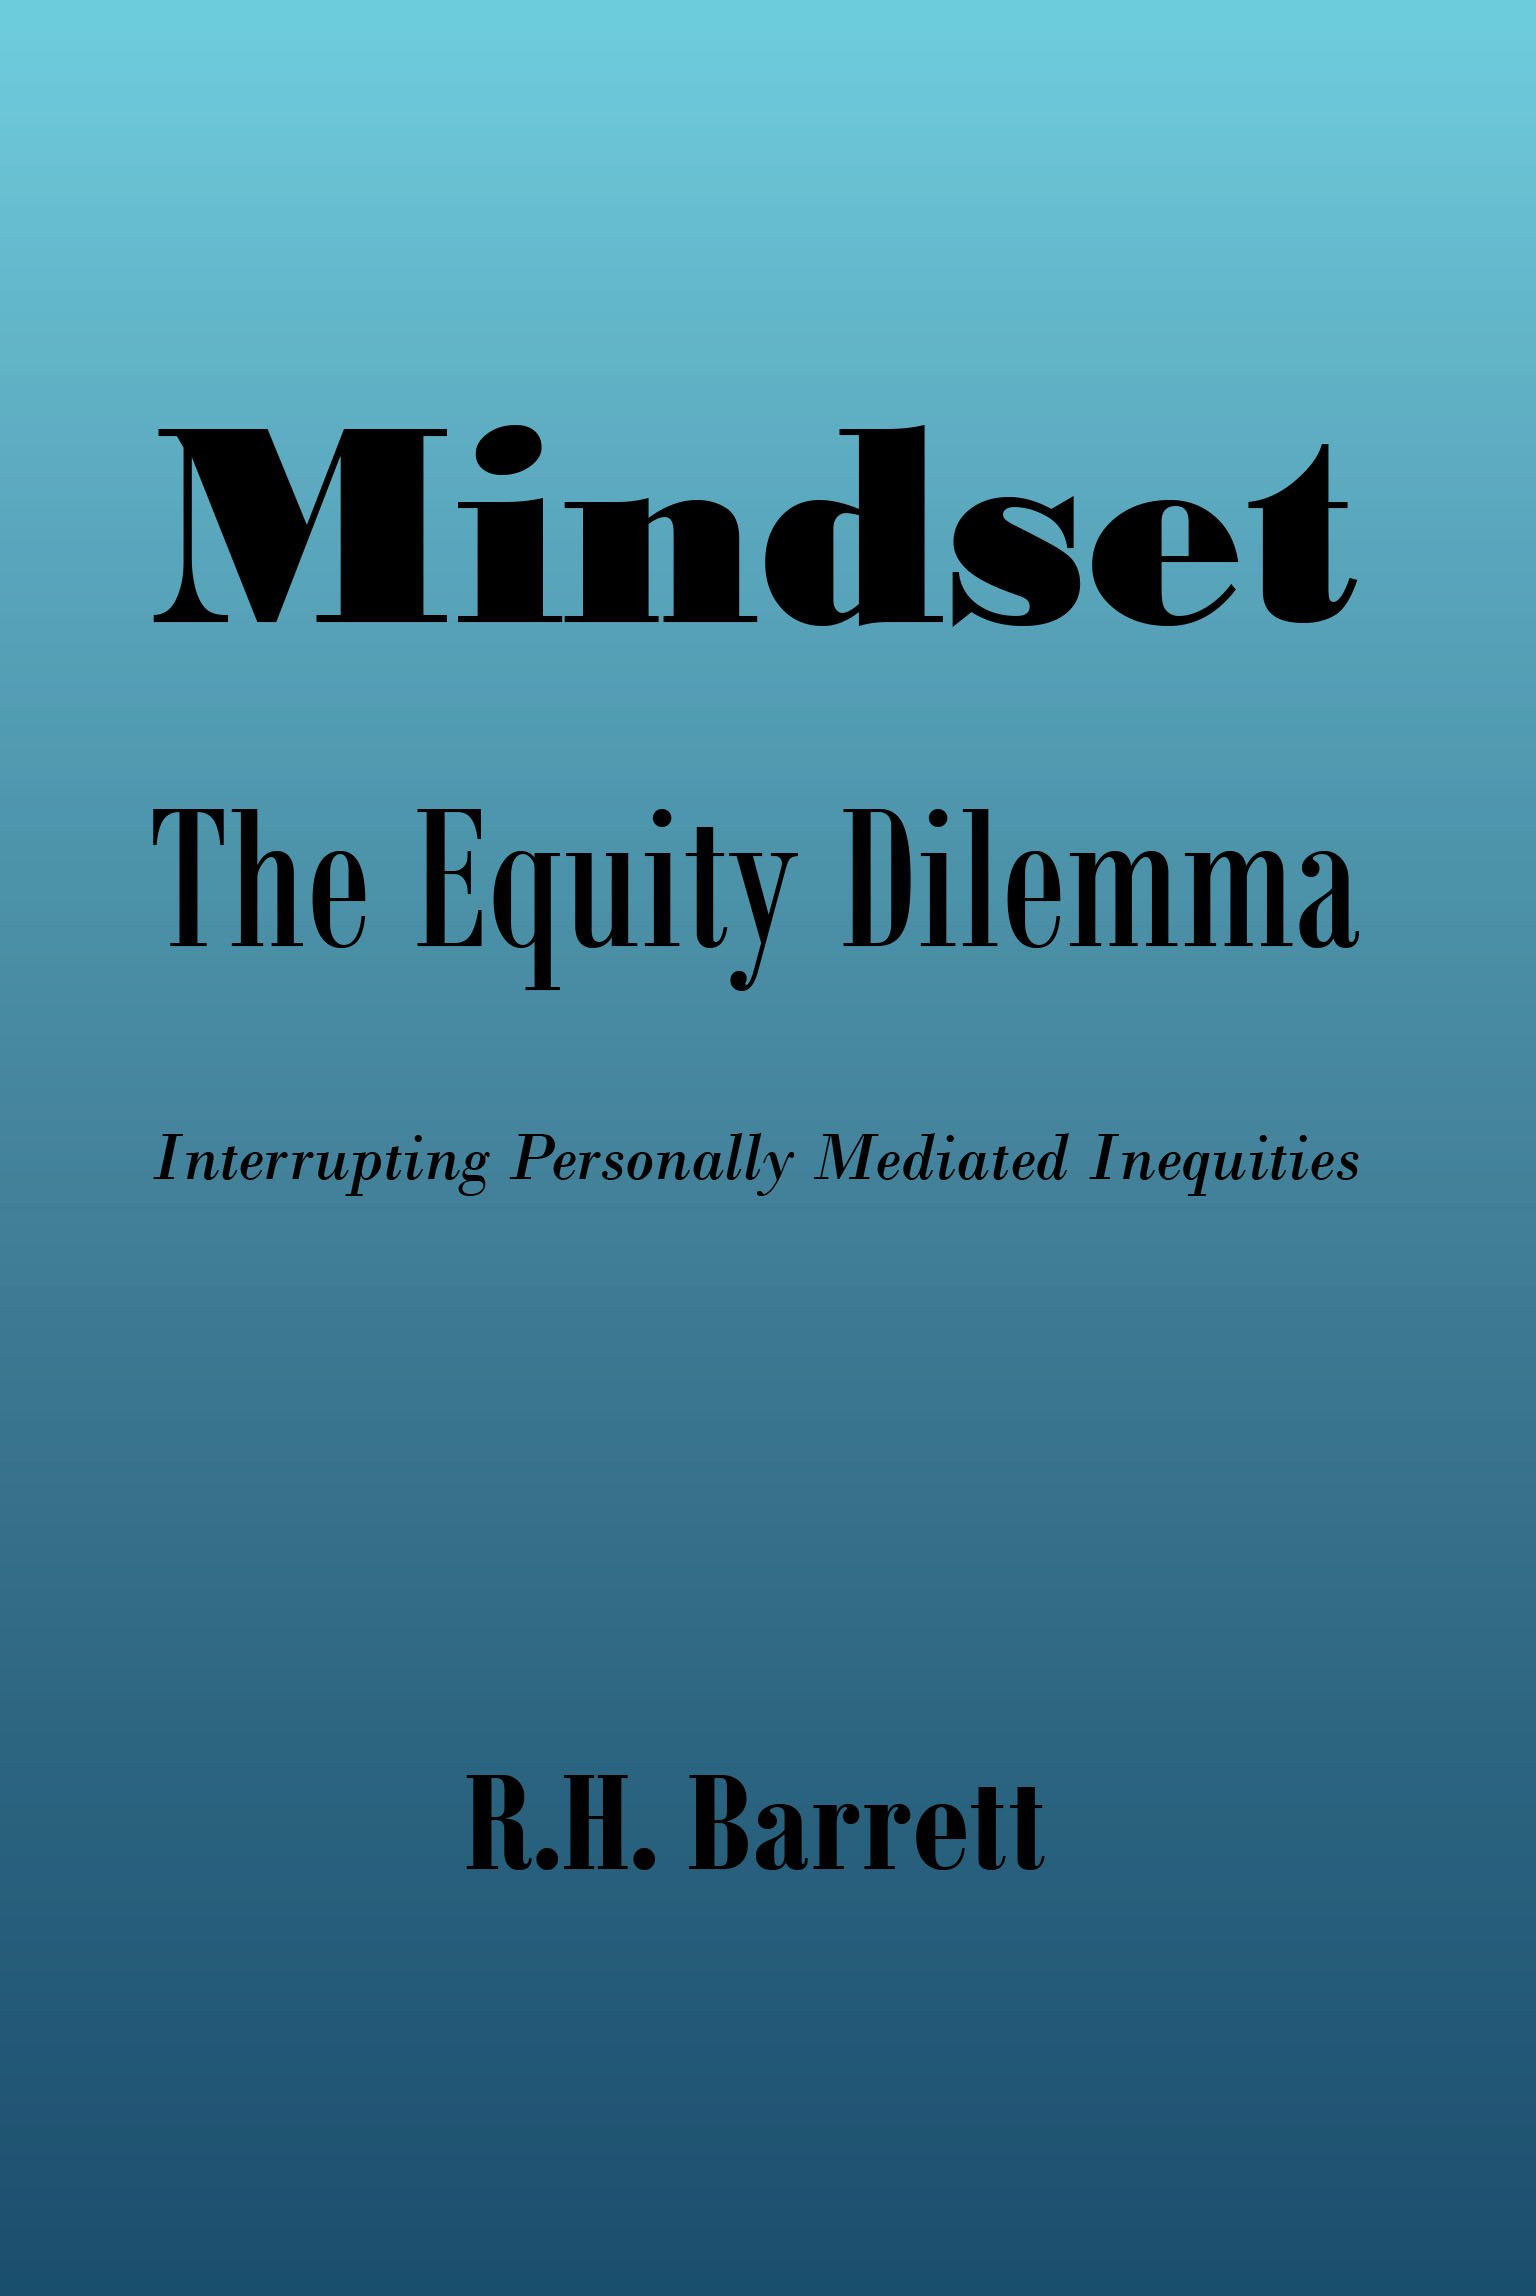 Mindset
The Equity Dilemma
Interrupting Personally Mediated Inequities
R.H. Barrett